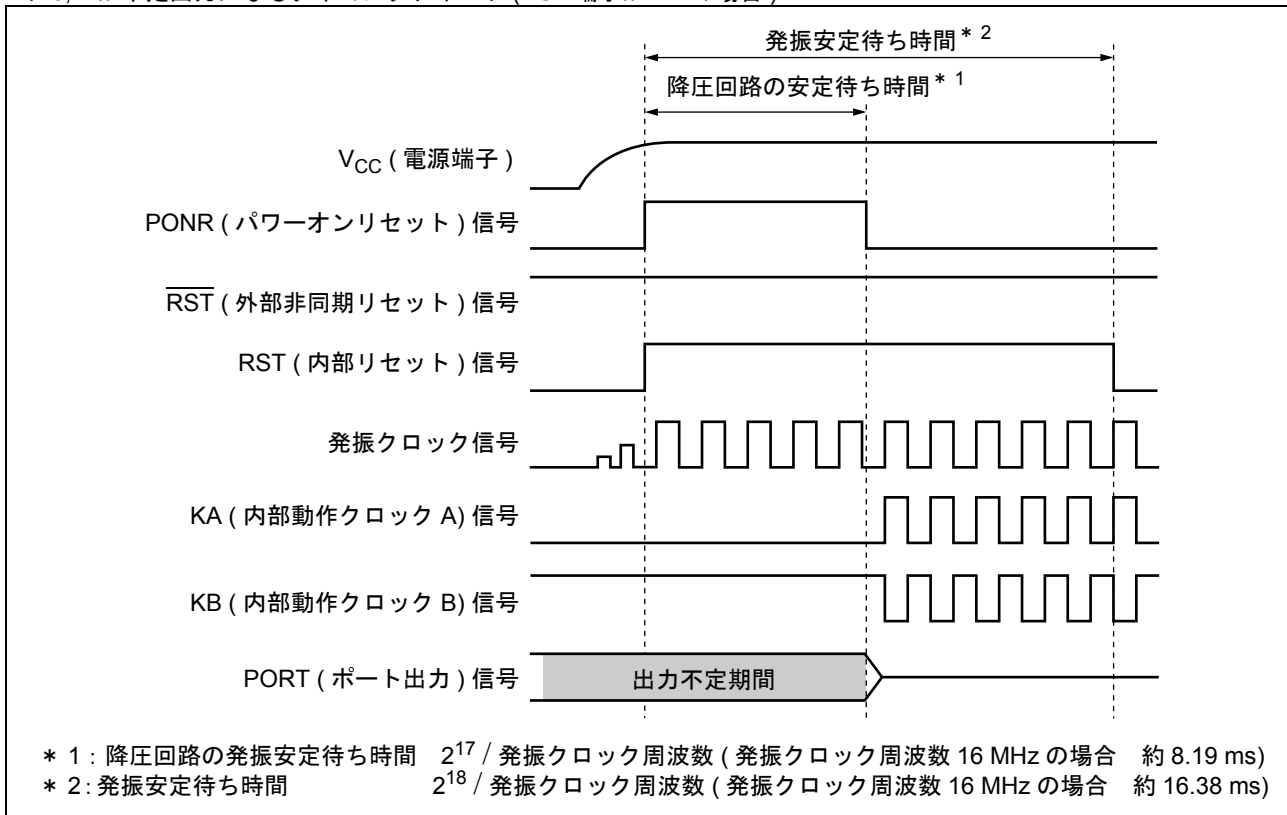 発振安定待ち時間＊2
降圧回路の安定待ち時間＊1
VCC ( 電源端子 )
PONR ( パワーオンリセット ) 信号
RST ( 外部非同期リセット ) 信号
RST ( 内部リセット ) 信号
発振クロック信号
KA ( 内部動作クロック A) 信号
KB ( 内部動作クロック B) 信号
PORT ( ポート出力 ) 信号
出力不定期間
＊ 1 : 降圧回路の発振安定待ち時間 2^17 / 発振クロック周波数 ( 発振クロック周波数 16 MHz の場合 約 8.19 ms)
＊ 2 : 発振安定待ち時間 2^18 / 発振クロック周波数 ( 発振クロック周波数 16 MHz の場合 約 16.38 ms)